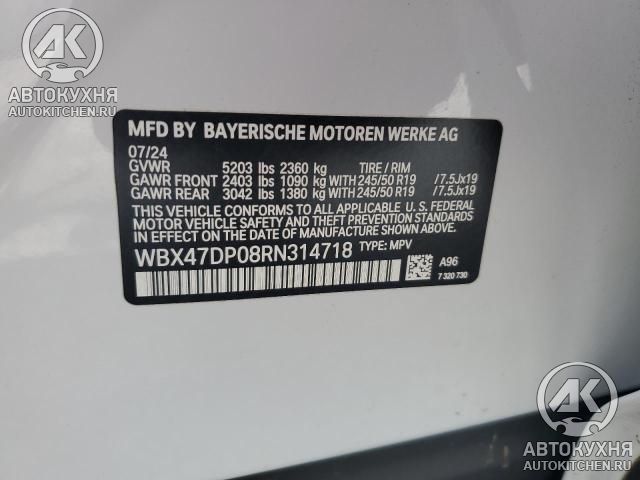 AK
АВТОКУХНЯ
AUTOKITCHEN.RU
MFD BY BAYERISCHE MOTOREN WERKE AG
07/24
GVWR 5203 lbs 2360 kg TIRE / RIM
GAWR FRONT 2403 lbs 1090 kg WITH 245/50 R19 /7.5Jx19
GAWR REAR 3042 lbs 1380 kg WITH 245/50 R19 /7.5Jx19
THIS VEHICLE CONFORMS TO ALL APPLICABLE U. S. FEDERAL
MOTOR VEHICLE SAFETY AND THEFT PREVENTION STANDARDS
IN EFFECT ON THE DATE OF MANUFACTURE SHOWN ABOVE.
WBX47DP08RN314718 TYPE: MPV
A96
7 320 730
AK
АВТОКУХНЯ
AUTOKITCHEN.RU